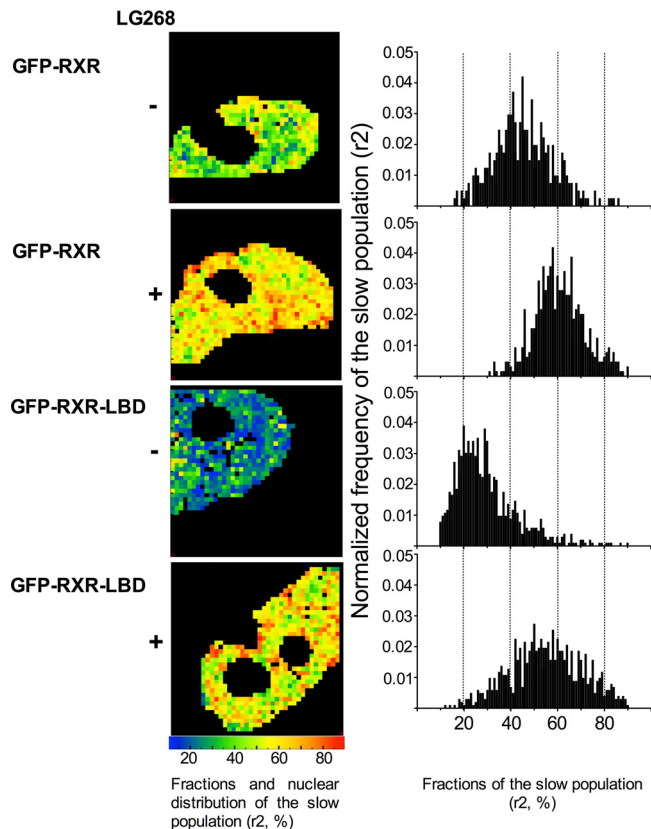 LG268
GFP-RXR
-
GFP-RXR
+
GFP-RXR-LBD
-
GFP-RXR-LBD
+
20 40 60 80
Fractions and nuclear
distribution of the slow
population (r2, %)
Normalized frequency of the slow population (r2)
0.05
0.04
0.03
0.02
0.01
0.05
0.04
0.03
0.02
0.01
0.05
0.04
0.03
0.02
0.01
0.05
0.04
0.03
0.02
0.01
20 40 60 80
Fractions of the slow population
(r2, %)